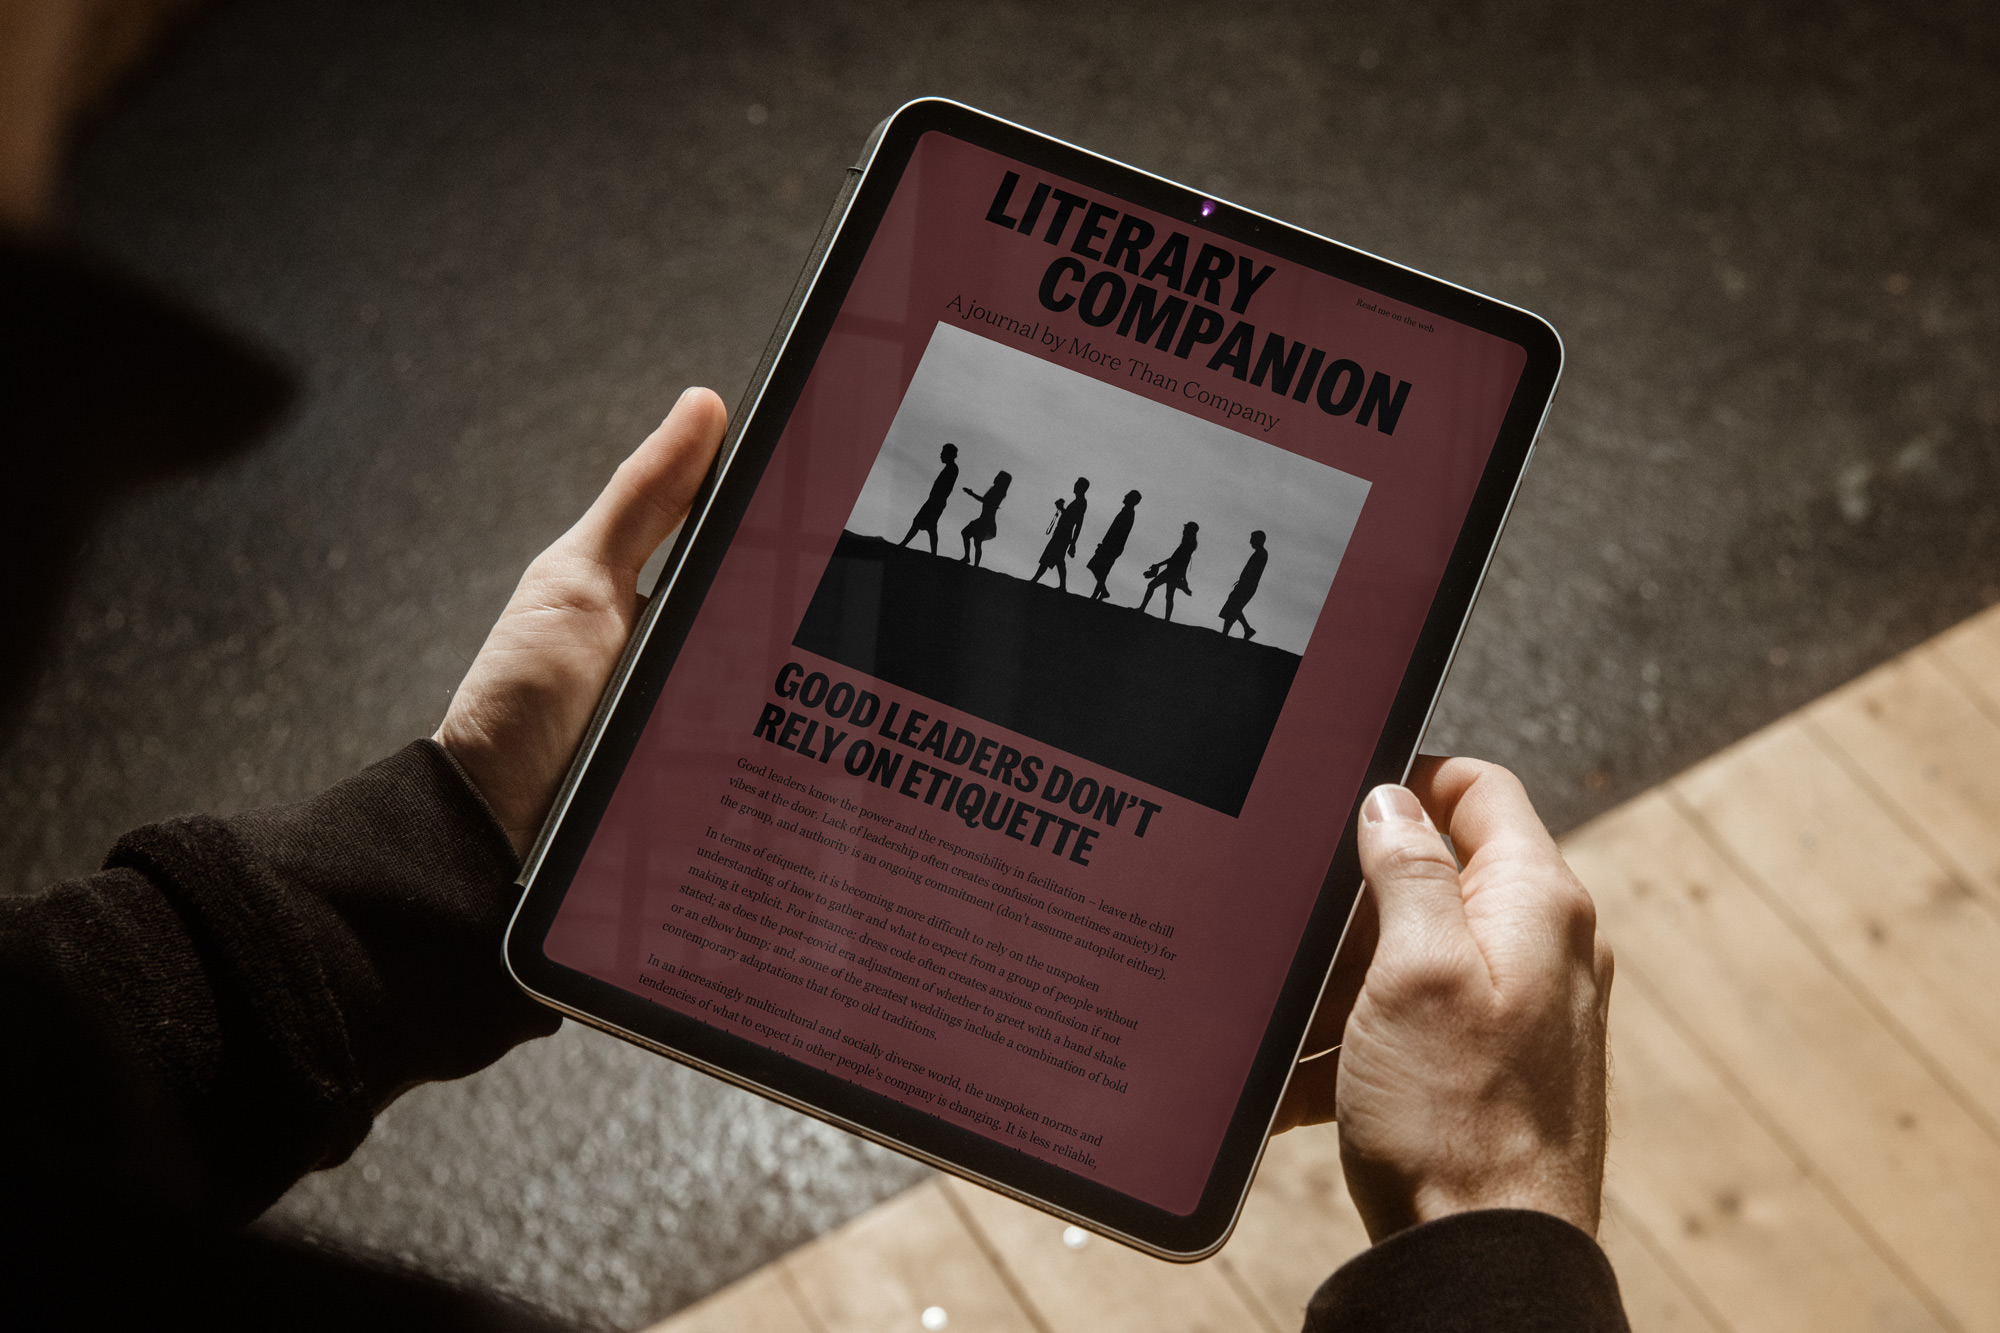 LITERARY
COMPANION
Read me on the web
A journal by More Than Company
GOOD LEADERS DON'T
RELY ON ETIQUETTE
Good leaders know the power and the responsibility in facilitation – leave the chill
vibes at the door. Lack of leadership often creates confusion (sometimes anxiety) for
the group, and authority is an ongoing commitment (don't assume autopilot either).
In terms of etiquette, it is becoming more difficult to rely on the unspoken
understanding of how to gather and what to expect from a group of people without
making it explicit. For instance: dress code often creates anxious confusion if not
stated; as does the post-covid era adjustment of whether to greet with a hand shake
or an elbow bump; and, some of the greatest weddings include a combination of bold
contemporary adaptations that forgo old traditions.
In an increasingly multicultural and socially diverse world, the unspoken norms and
tendencies of what to expect in other people's company is changing. It is less reliable,